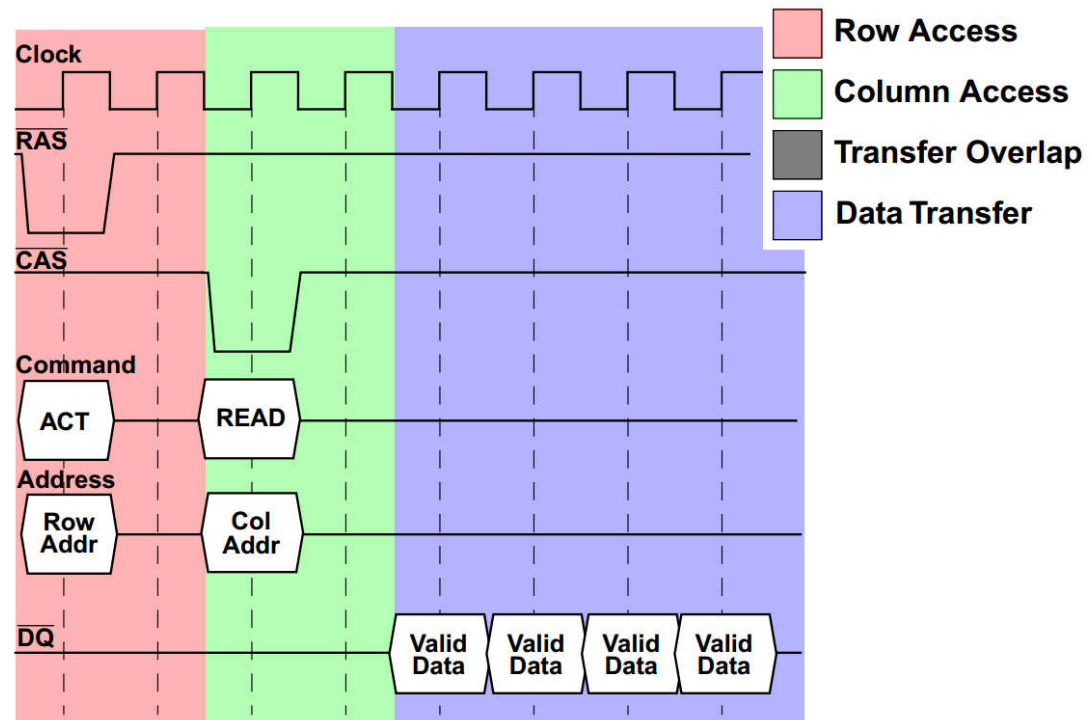 Clock
RAS
CAS
Command
ACT
READ
Address
Row
Addr
Col
Addr
DQ
Valid
Data
Valid
Data
Valid
Data
Valid
Data
Row Access
Column Access
Transfer Overlap
Data Transfer